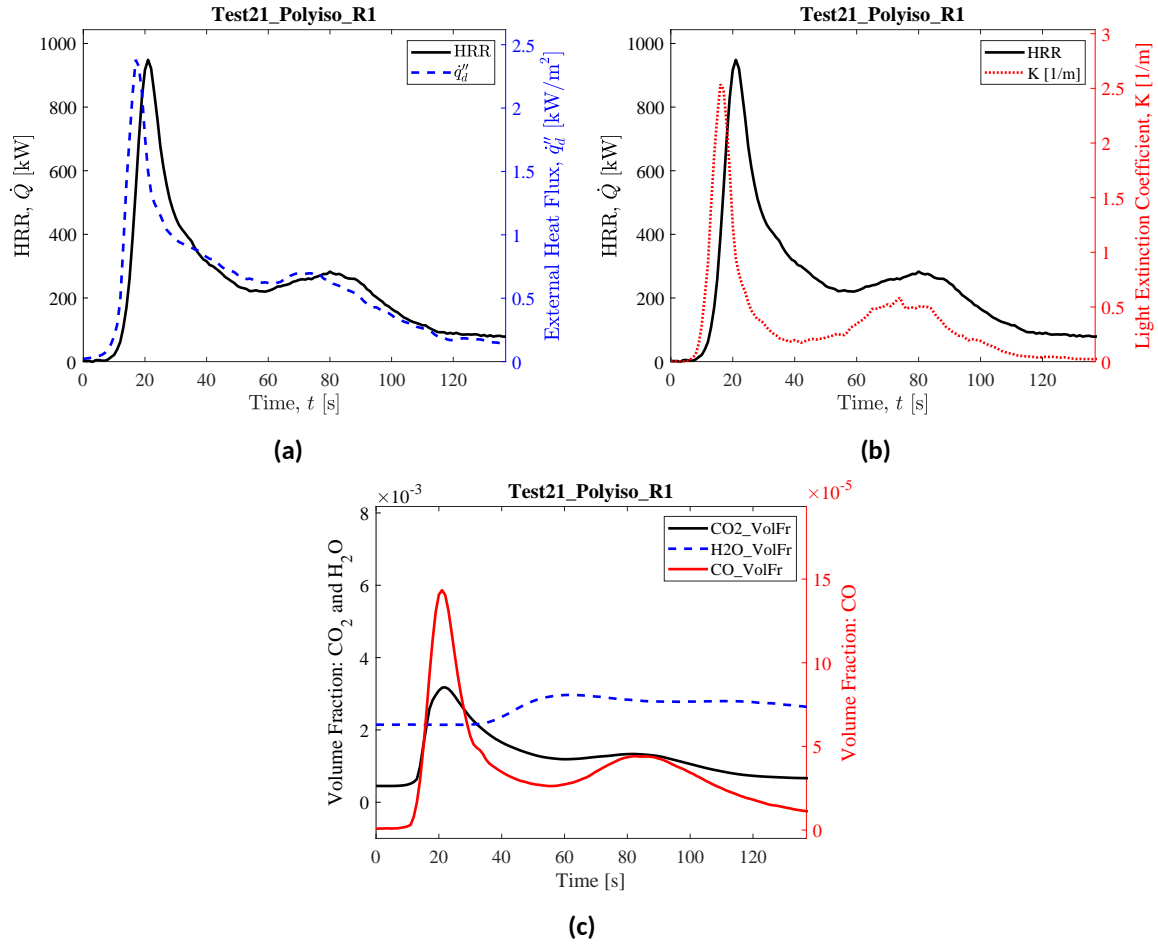 Test21_Polyiso_R1
HRR
q̇″_d
HRR, Q̇ [kW]
1000
800
600
400
200
0
External Heat Flux, q̇″_d [kW/m²]
2.5
2
1.5
1
0.5
0
0 20 40 60 80 100 120
Time, t [s]
(a)
Test21_Polyiso_R1
HRR
K [1/m]
HRR, Q̇ [kW]
1000
800
600
400
200
0
Light Extinction Coefficient, K [1/m]
3
2.5
2
1.5
1
0.5
0
0 20 40 60 80 100 120
Time, t [s]
(b)
Test21_Polyiso_R1
×10⁻³
×10⁻⁵
CO2_VolFr
H2O_VolFr
CO_VolFr
Volume Fraction: CO₂ and H₂O
8
6
4
2
0
Volume Fraction: CO
15
10
5
0
0 20 40 60 80 100 120
Time [s]
(c)